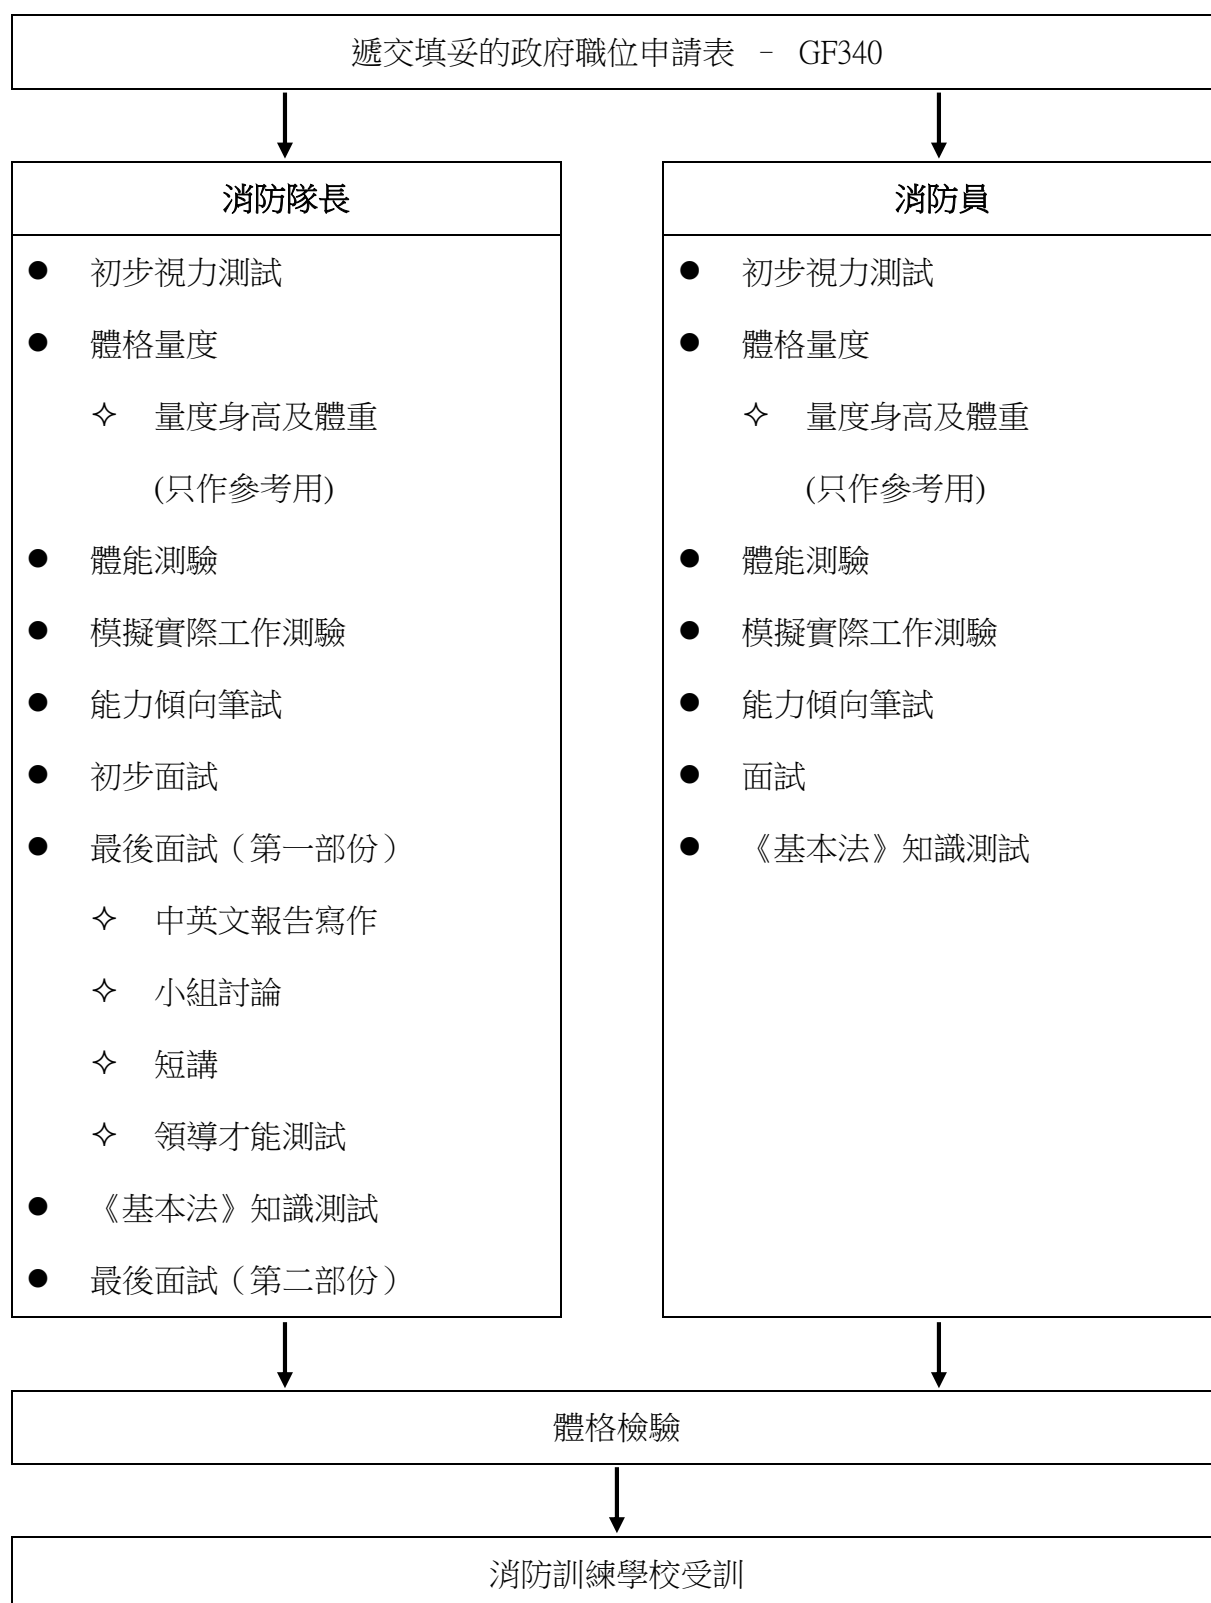 遞交填妥的政府職位申請表 – GF340
消防隊長
● 初步視力測試
● 體格量度
✧ 量度身高及體重
(只作參考用)
● 體能測驗
● 模擬實際工作測驗
● 能力傾向筆試
● 初步面試
● 最後面試（第一部份）
✧ 中英文報告寫作
✧ 小組討論
✧ 短講
✧ 領導才能測試
● 《基本法》知識測試
● 最後面試（第二部份）
消防員
● 初步視力測試
● 體格量度
✧ 量度身高及體重
(只作參考用)
● 體能測驗
● 模擬實際工作測驗
● 能力傾向筆試
● 面試
● 《基本法》知識測試
體格檢驗
消防訓練學校受訓